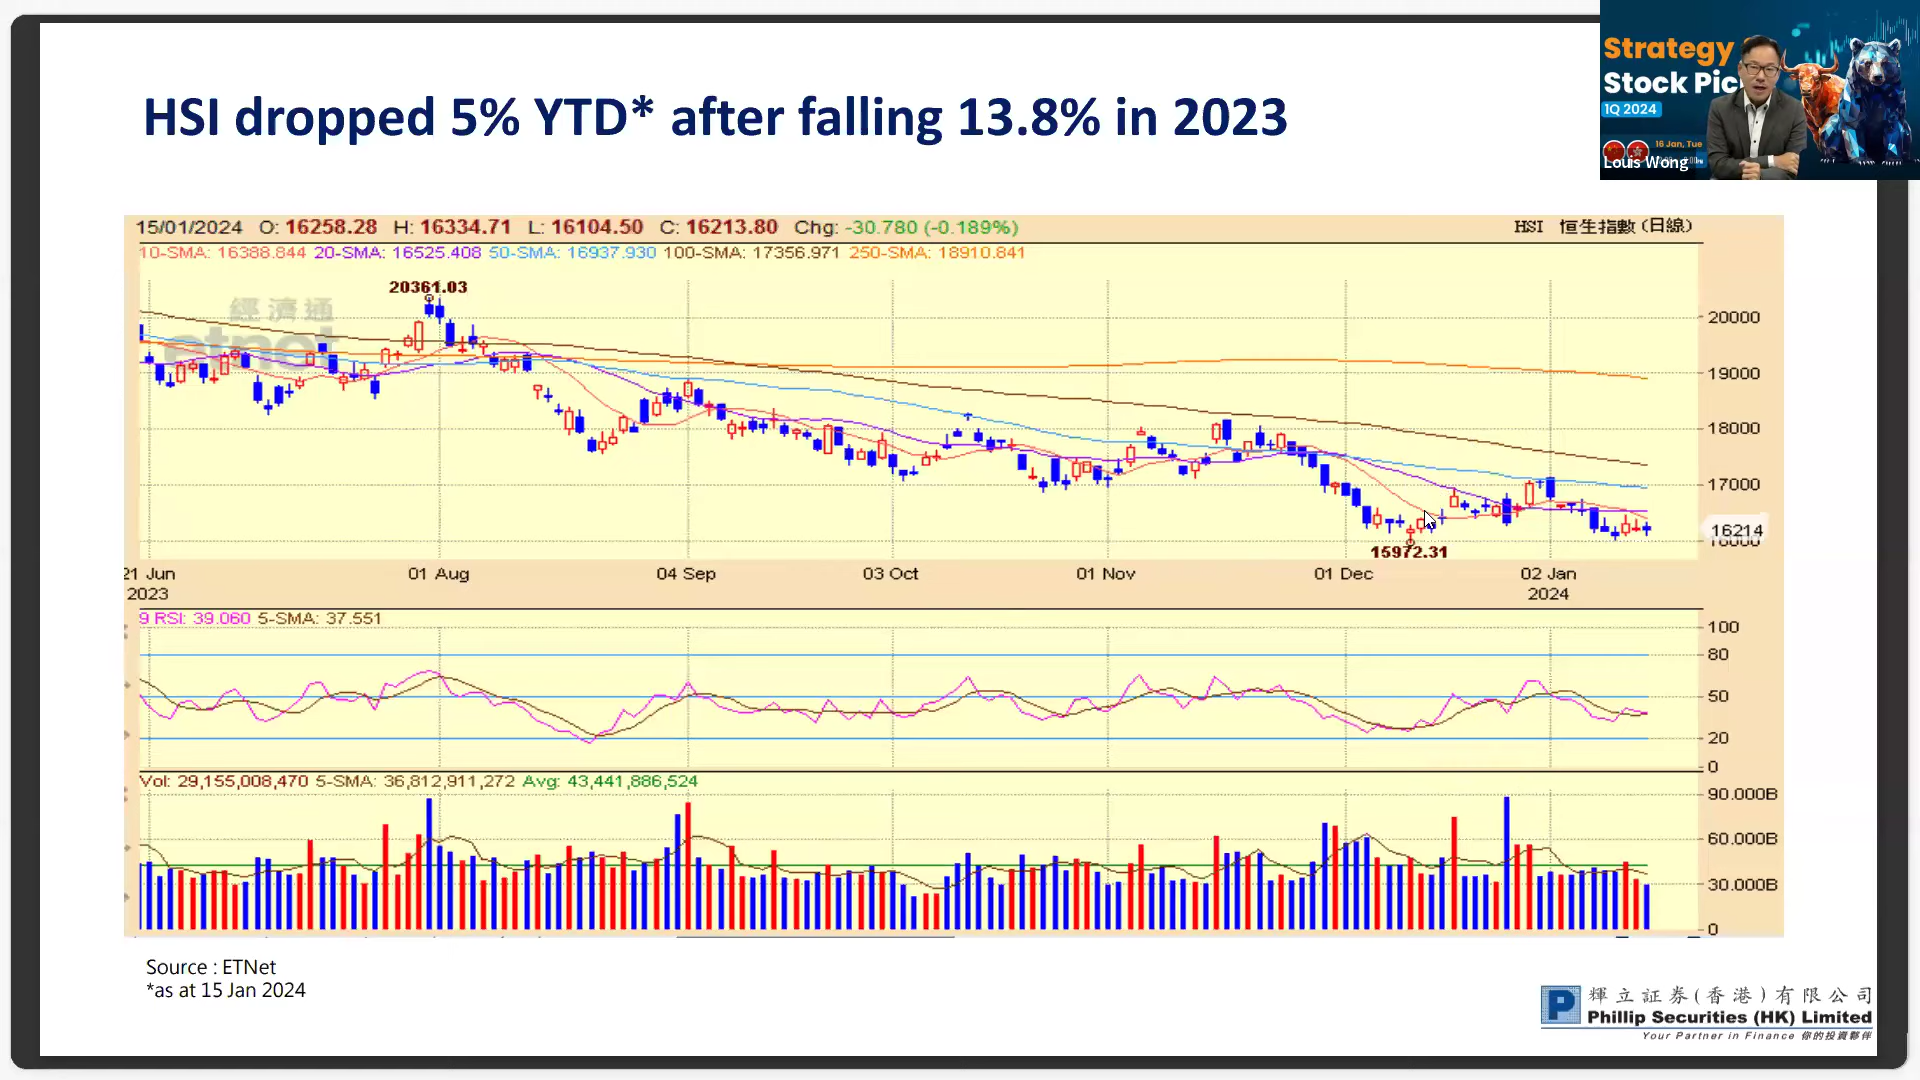 Strategy
Stock Pic
1Q 2024
16 Jan, Tue
Louis Wong
HSI dropped 5% YTD* after falling 13.8% in 2023
15/01/2024 O: 16258.28 H: 16334.71 L: 16104.50 C: 16213.80 Chg: -30.780 (-0.189%) HSI 恒生指數 (日線)
10-SMA: 16388.844 20-SMA: 16525.408 50-SMA: 16937.930 100-SMA: 17356.971 250-SMA: 18910.841
20361.03
經濟通
etnet
20000
19000
18000
17000
16214
16000
15972.31
21 Jun 01 Aug 04 Sep 03 Oct 01 Nov 01 Dec 02 Jan
2023 2024
9 RSI: 39.060 5-SMA: 37.551
100
80
50
20
0
Vol: 29,155,008,470 5-SMA: 36,812,911,272 Avg: 43,441,886,524
90.000B
60.000B
30.000B
0
Source : ETNet
*as at 15 Jan 2024
輝立証券(香港)有限公司
Phillip Securities (HK) Limited
Your Partner in Finance 你的投資夥伴